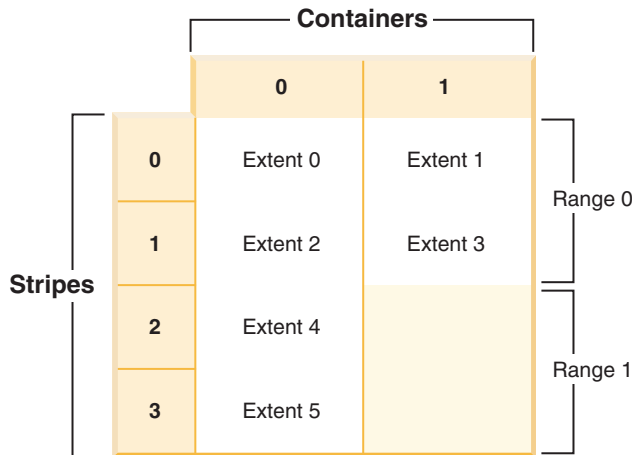 Containers
0 1
0 Extent 0 Extent 1
Range 0
1 Extent 2 Extent 3
Stripes
2 Extent 4
Range 1
3 Extent 5